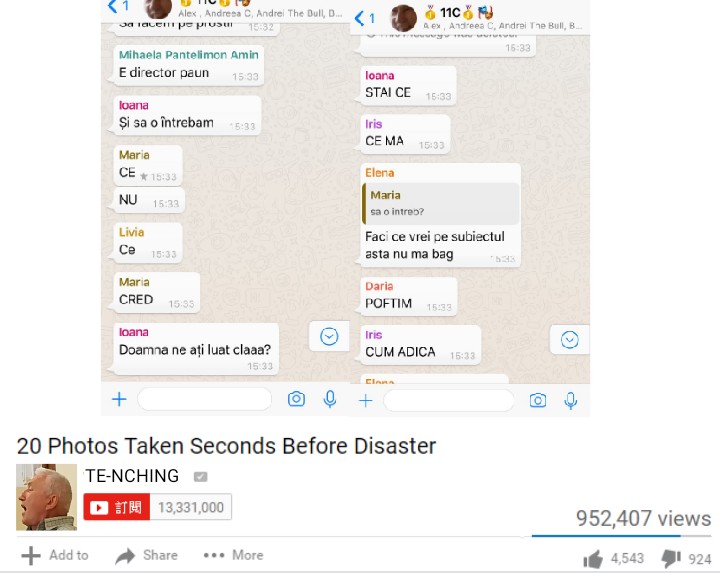 1
11C
Alex , Andreea C, Andrei The Bull, B...
Să facem pe prostii
15:32
Mihaela Pantelimon Amin
E director paun
15:33
Ioana
Și sa o întrebam
15:33
Maria
CE
15:33
NU
15:33
Livia
Ce
15:33
Maria
CRED
15:33
Ioana
Doamna ne ați luat claaa?
15:33
1
11C
Alex , Andreea C, Andrei The Bull, B...
15:33
Ioana
STAI CE
15:33
Iris
CE MA
15:33
Elena
Maria
sa o intreb?
Faci ce vrei pe subiectul
asta nu ma bag
15:33
Daria
POFTIM
15:33
Iris
CUM ADICA
15:33
Elena
20 Photos Taken Seconds Before Disaster
TE-NCHING
訂閱 13,331,000
952,407 views
Add to Share More
4,543 924